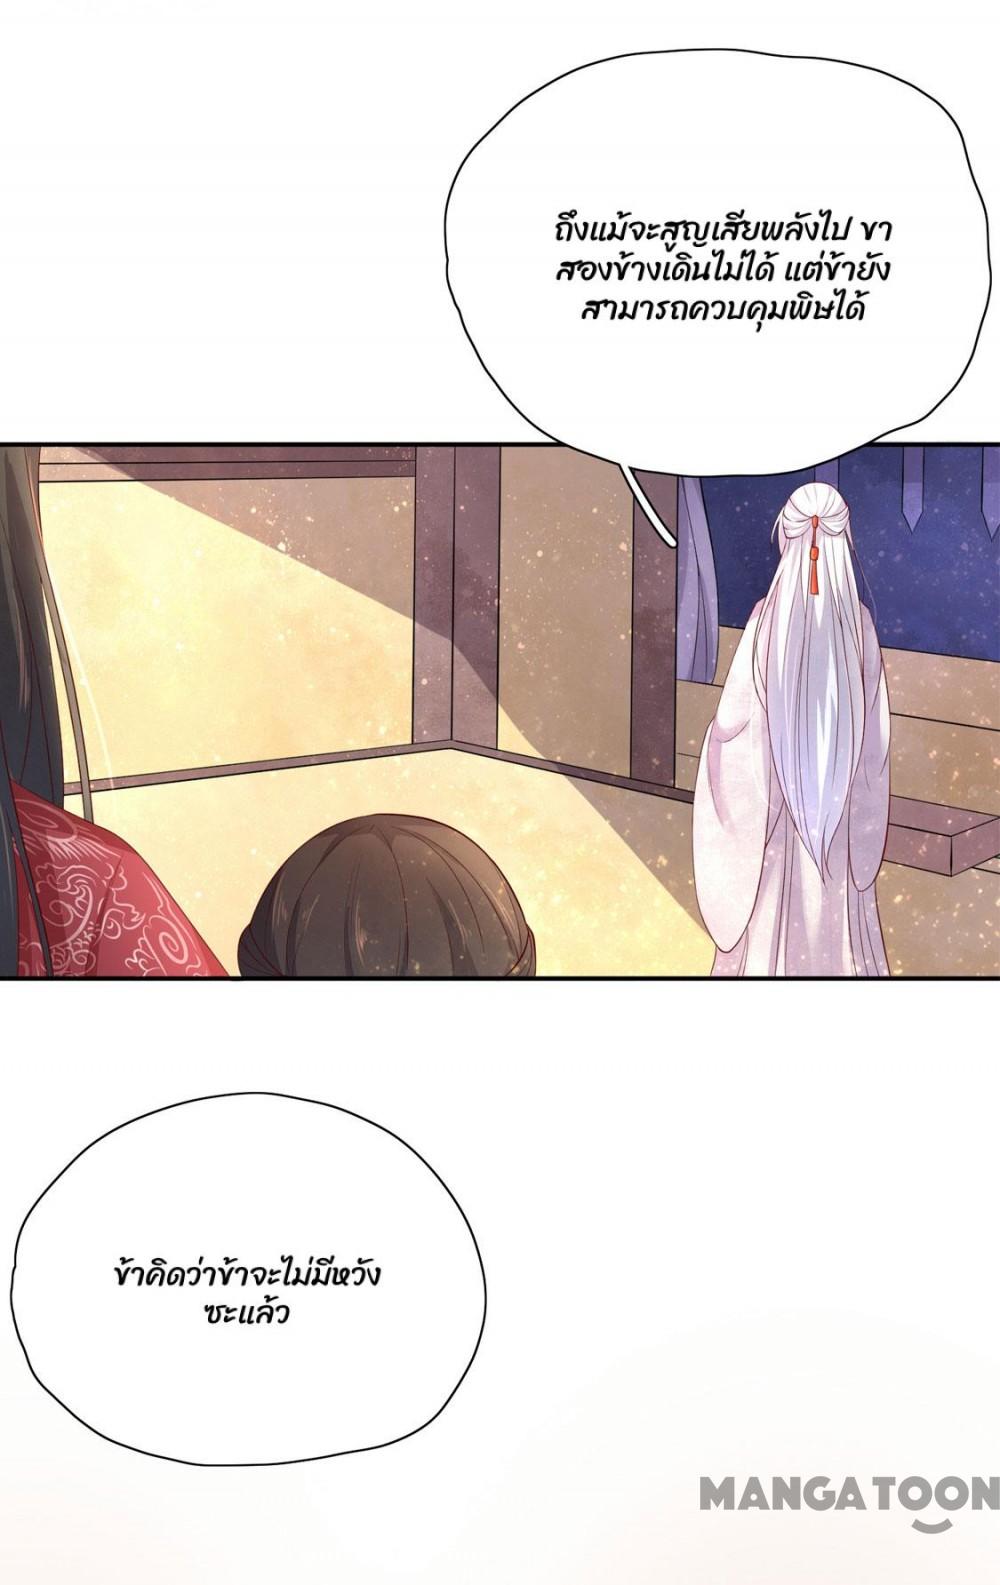 ถึงแม้จะสูญเสียพลังไป ขา
สองข้างเดินไม่ได้ แต่ข้ายัง
สามารถควบคุมพิษได้
ข้าคิดว่าข้าจะไม่มีหวัง
ซะแล้ว
MANGATOON